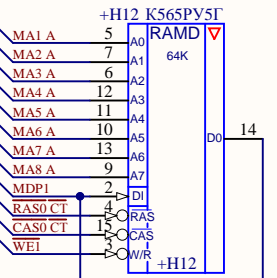 +H12 K565РУ5Г
MA1 A 5 A0 RAMD
MA2 A 7 A1 64K
MA3 A 6 A2
MA4 A 12 A3
MA5 A 11 A4
MA6 A 10 A5 D0 14
MA7 A 13 A6
MA8 A 9 A7
MDP1 2 DI
RAS0 CT 4 RAS
CAS0 CT 15 CAS
WE1 3 W/R
+H12